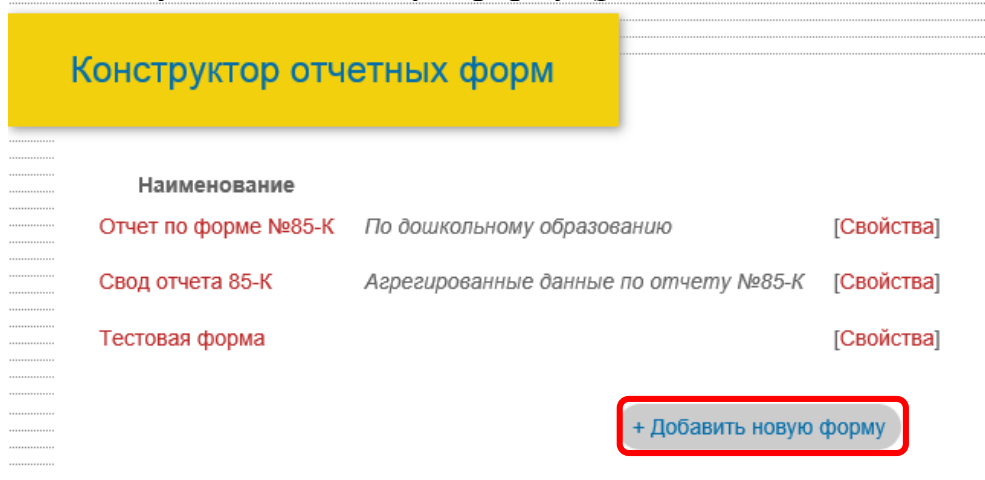 Конструктор отчетных форм
Наименование
Отчет по форме №85-К По дошкольному образованию [Свойства]
Свод отчета 85-К Агрегированные данные по отчету №85-К [Свойства]
Тестовая форма [Свойства]
+ Добавить новую форму